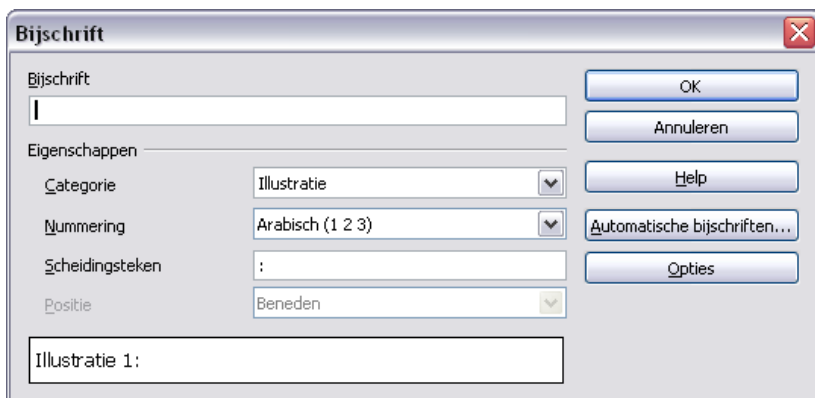 Bijschrift
Bijschrift
Eigenschappen
Categorie Illustratie
Nummering Arabisch (1 2 3)
Scheidingsteken :
Positie Beneden
Illustratie 1:
OK
Annuleren
Help
Automatische bijschriften...
Opties